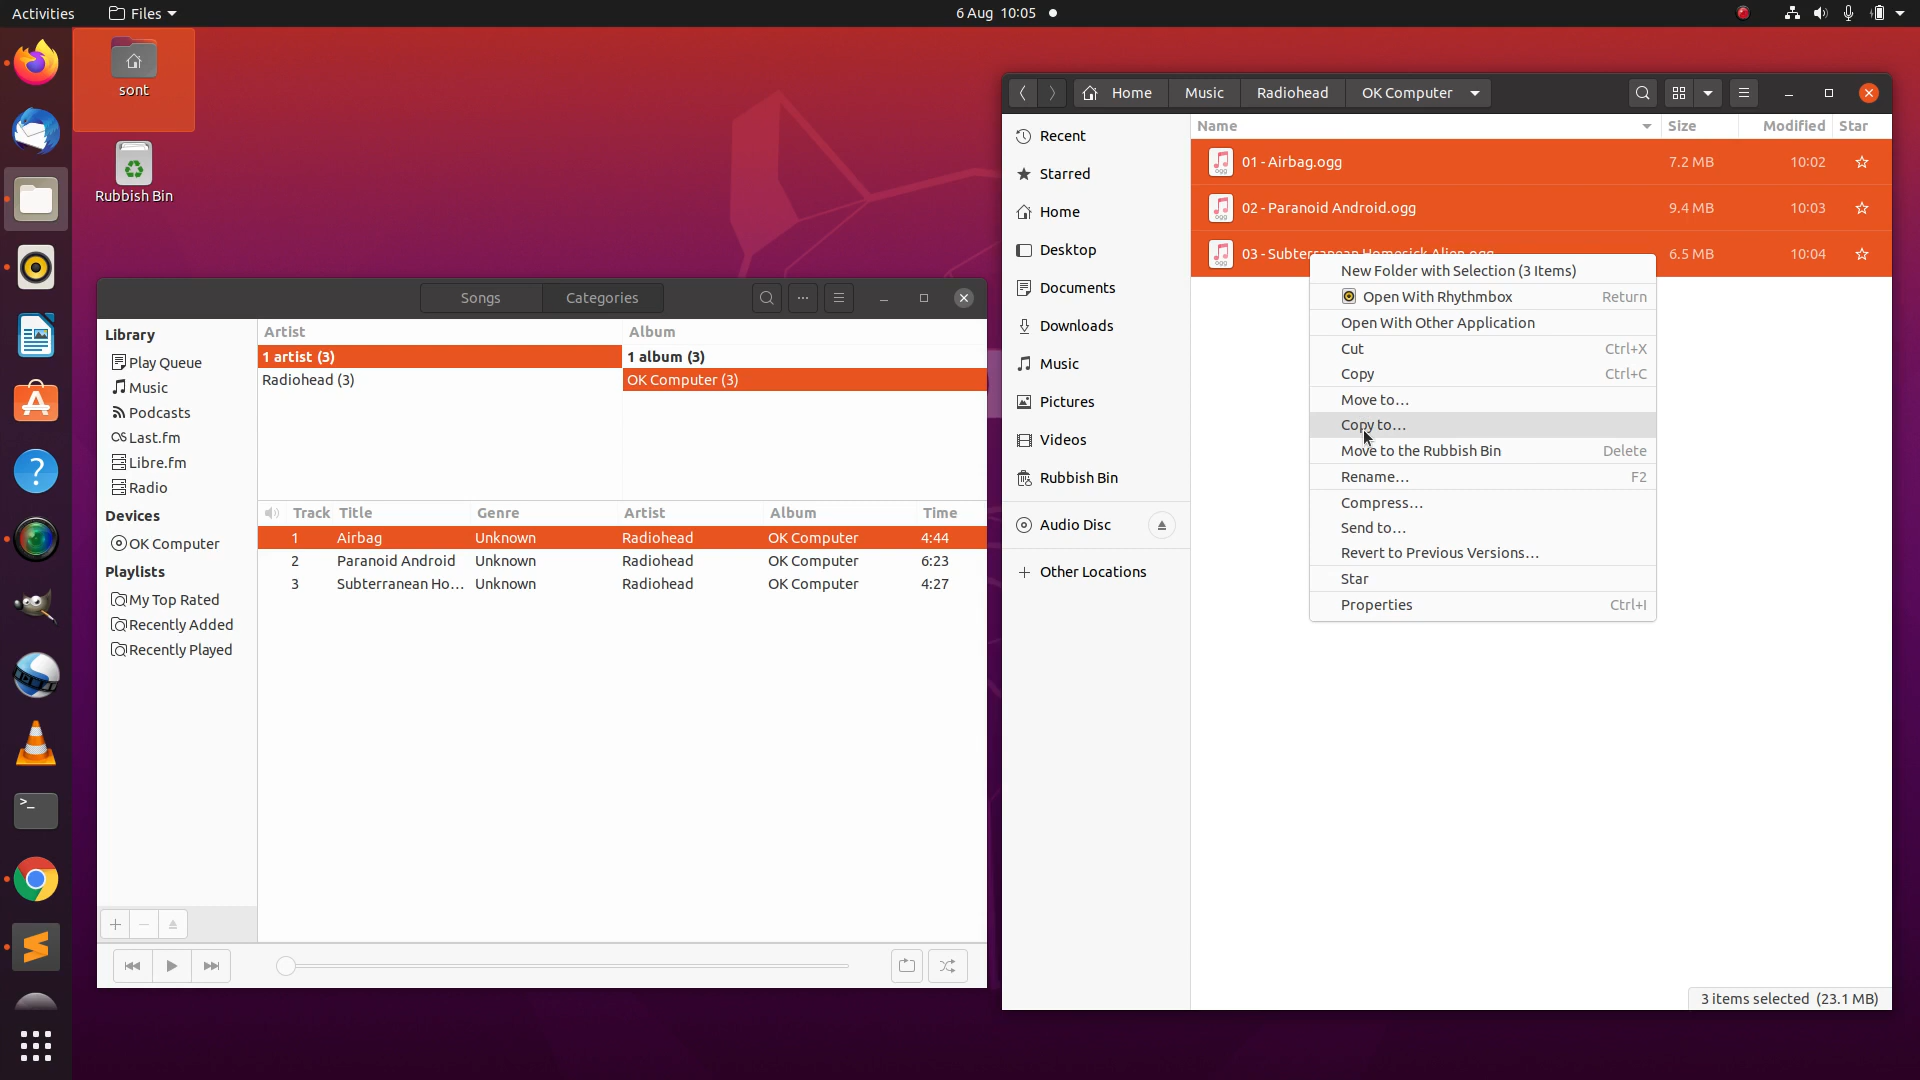 Activities
Files
6 Aug 10:05
sont
Rubbish Bin
>_
Songs
Categories
Library
Play Queue
Music
Podcasts
Last.fm
Libre.fm
Radio
Devices
OK Computer
Playlists
My Top Rated
Recently Added
Recently Played
Artist Album
1 artist (3) 1 album (3)
Radiohead (3) OK Computer (3)
Track Title Genre Artist Album Time
1 Airbag Unknown Radiohead OK Computer 4:44
2 Paranoid Android Unknown Radiohead OK Computer 6:23
3 Subterranean Ho... Unknown Radiohead OK Computer 4:27
Home Music Radiohead OK Computer
Recent
Starred
Home
Desktop
Documents
Downloads
Music
Pictures
Videos
Rubbish Bin
Audio Disc
Other Locations
Name Size Modified Star
ogg 01 - Airbag.ogg 7.2 MB 10:02
ogg 02 - Paranoid Android.ogg 9.4 MB 10:03
ogg 03 - Subterranean Homesick Alien.ogg 6.5 MB 10:04
New Folder with Selection (3 Items)
Open With Rhythmbox Return
Open With Other Application
Cut Ctrl+X
Copy Ctrl+C
Move to…
Copy to…
Move to the Rubbish Bin Delete
Rename… F2
Compress…
Send to…
Revert to Previous Versions…
Star
Properties Ctrl+I
3 items selected (23.1 MB)